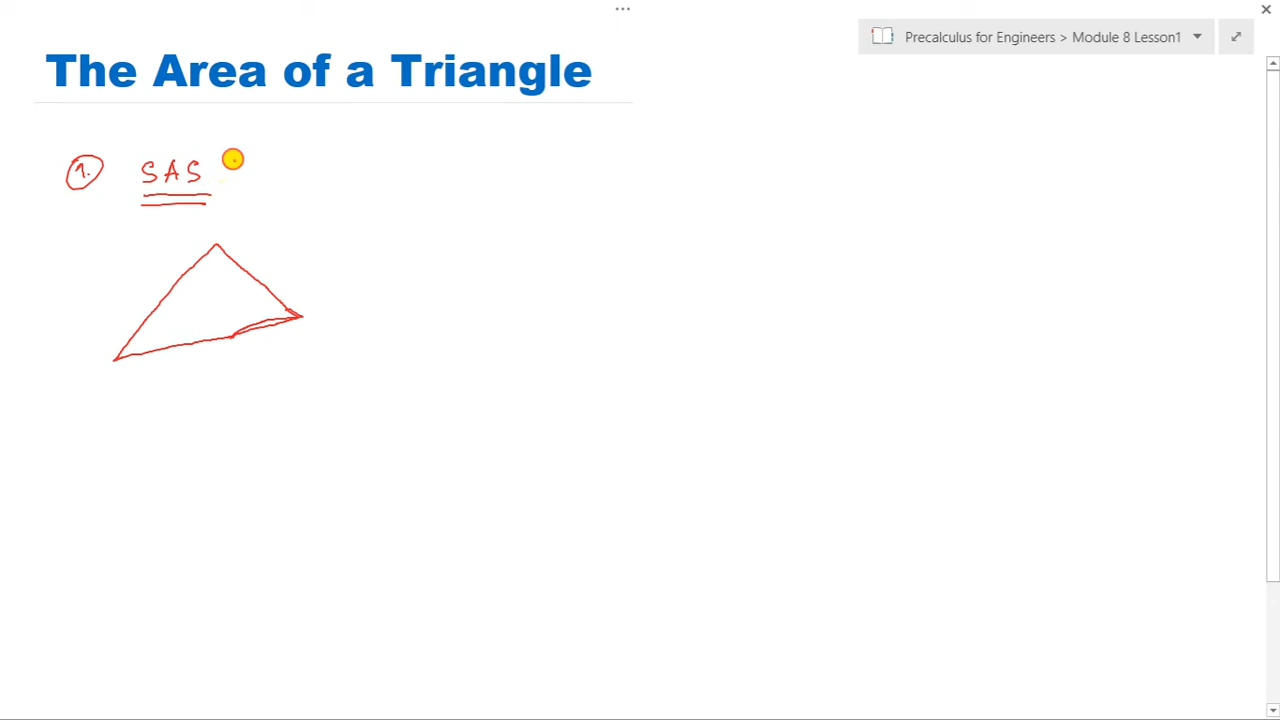 Precalculus for Engineers > Module 8 Lesson1
The Area of a Triangle
1. SAS